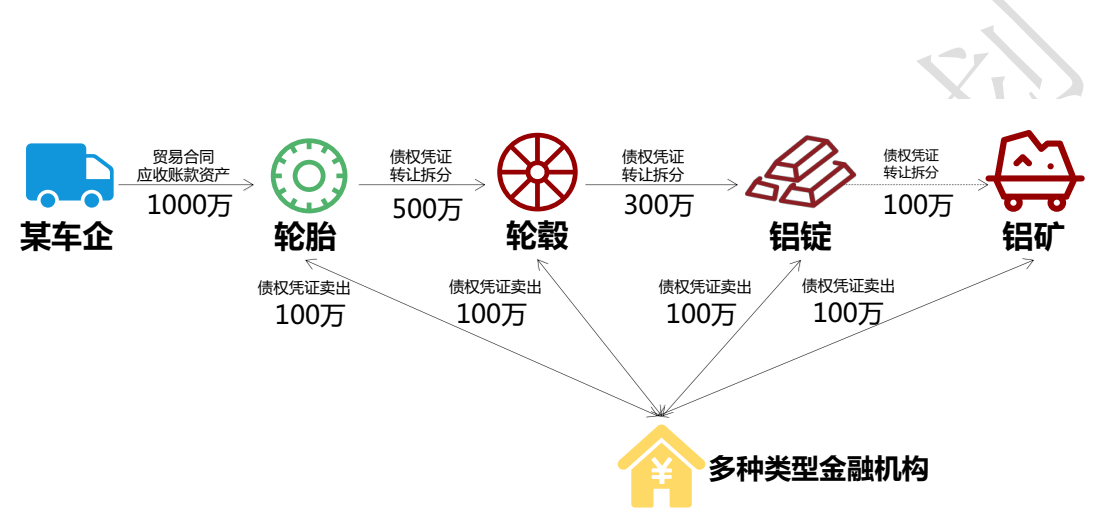 贸易合同
应收账款资产
1000万
债权凭证
转让拆分
500万
债权凭证
转让拆分
300万
债权凭证
转让拆分
100万
某车企
轮胎
轮毂
铝锭
铝矿
债权凭证卖出
100万
债权凭证卖出
100万
债权凭证卖出
100万
债权凭证卖出
100万
¥
多种类型金融机构